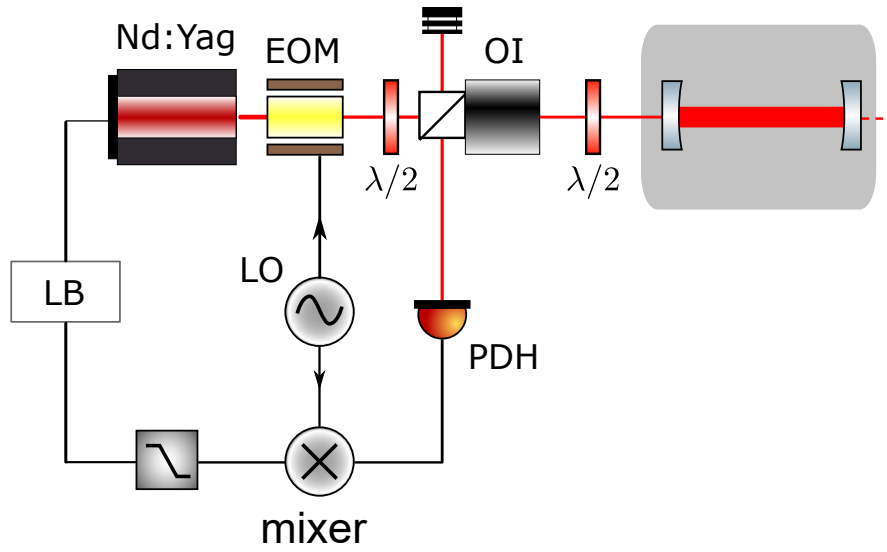 Nd:Yag
EOM
OI
λ/2
λ/2
LO
LB
PDH
mixer